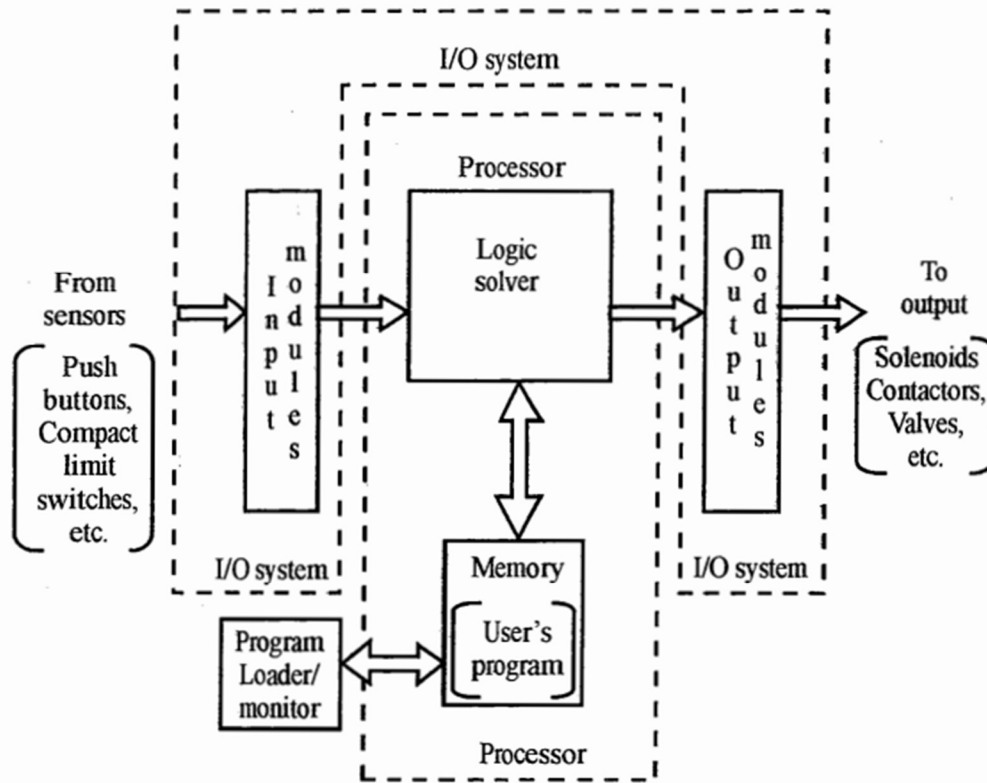 I/O system
Processor
Logic
solver
Input
modules
Output
modules
From
sensors
Push
buttons,
Compact
limit
switches,
etc.
To
output
Solenoids
Contactors,
Valves,
etc.
I/O system
I/O system
Memory
User's
program
Program
Loader/
monitor
Processor